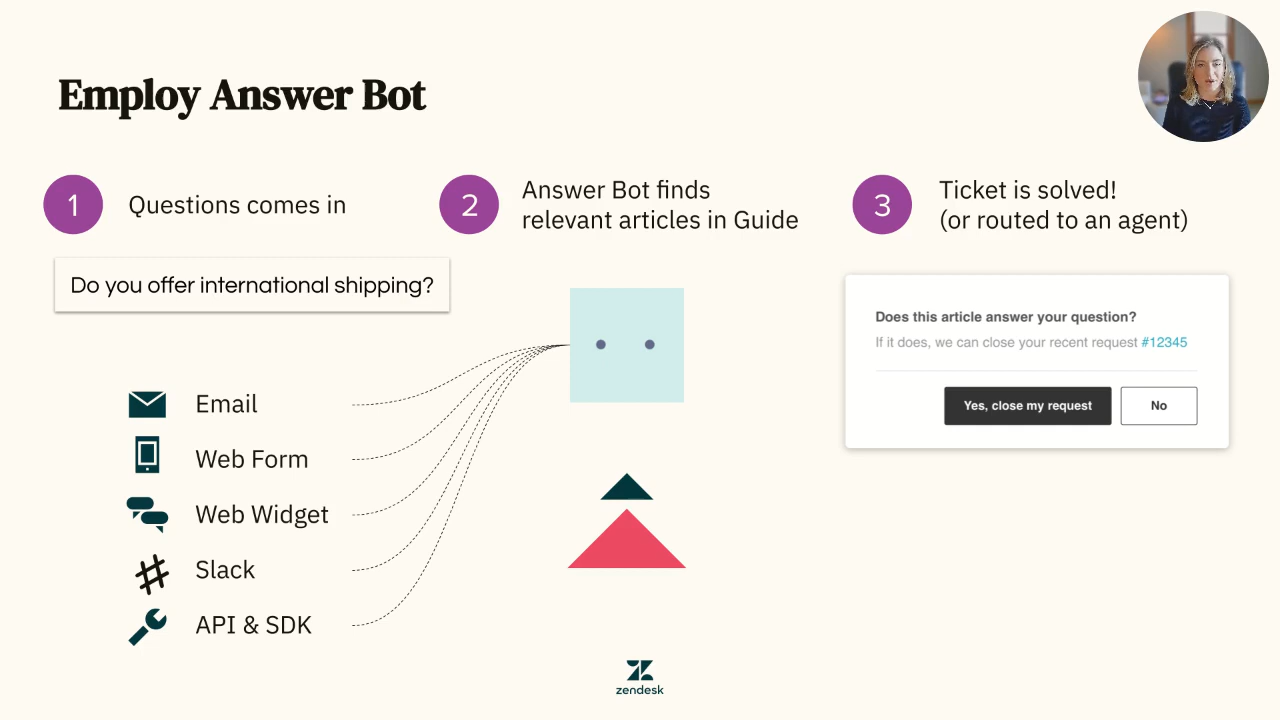 Employ Answer Bot
1
Questions comes in
2
Answer Bot finds
relevant articles in Guide
3
Ticket is solved!
(or routed to an agent)
Do you offer international shipping?
Email
Web Form
Web Widget
Slack
API & SDK
Does this article answer your question?
If it does, we can close your recent request #12345
Yes, close my request
No
zendesk